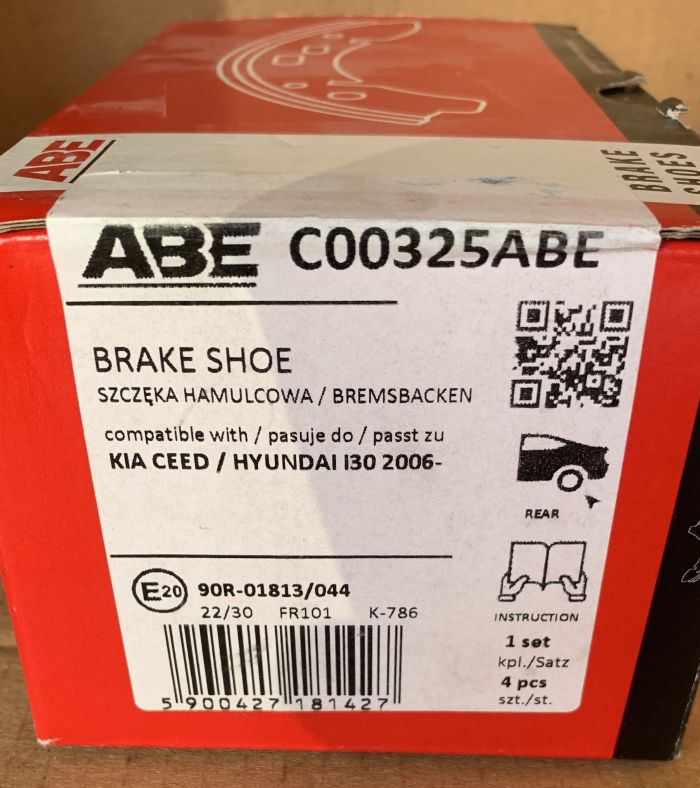 ABE
BRAKE
SHOES
ABE C00325ABE
BRAKE SHOE
SZCZĘKA HAMULCOWA / BREMSBACKEN
compatible with / pasuje do / passt zu
KIA CEED / HYUNDAI I30 2006-
REAR
E20 90R-01813/044
22/30 FR101 K-786
5 900427 181427
INSTRUCTION
1 set
kpl./Satz
4 pcs
szt./st.